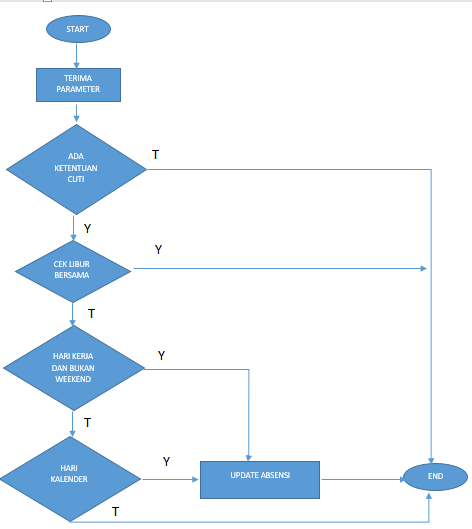 START
TERIMA
PARAMETER
ADA
KETENTUAN
CUTI
T
Y
CEK LIBUR
BERSAMA
Y
T
HARI KERJA
DAN BUKAN
WEEKEND
Y
T
HARI
KALENDER
Y
UPDATE ABSENSI
END
T